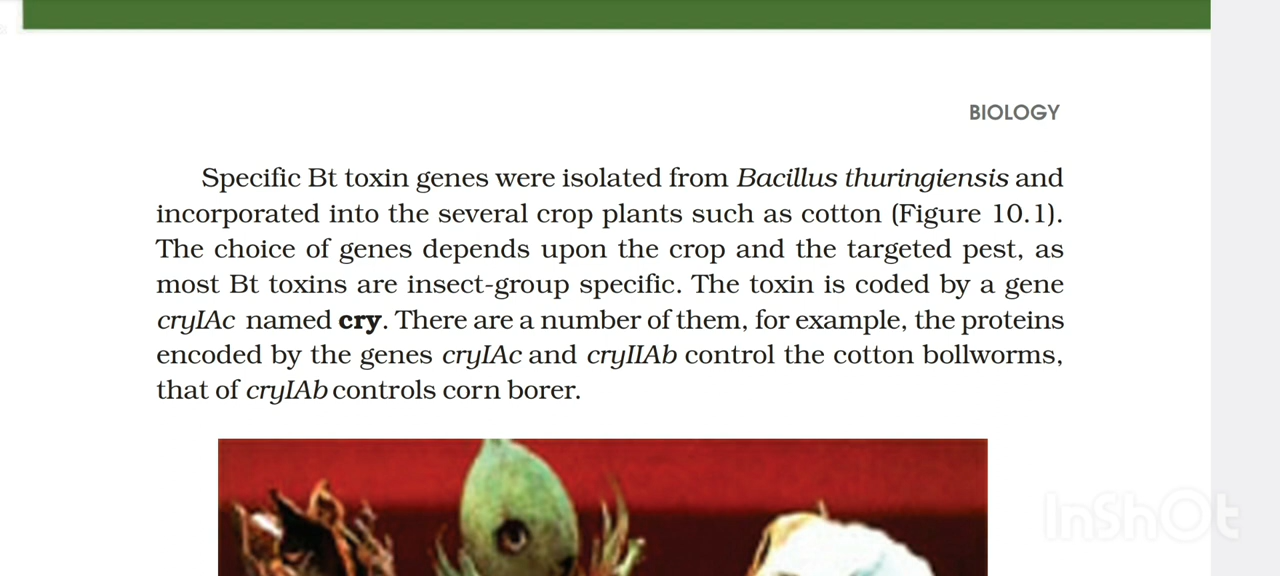 BIOLOGY
Specific Bt toxin genes were isolated from Bacillus thuringiensis and
incorporated into the several crop plants such as cotton (Figure 10.1).
The choice of genes depends upon the crop and the targeted pest, as
most Bt toxins are insect-group specific. The toxin is coded by a gene
cryIAc named cry. There are a number of them, for example, the proteins
encoded by the genes cryIAc and cryIIAb control the cotton bollworms,
that of cryIAb controls corn borer.
InShOt